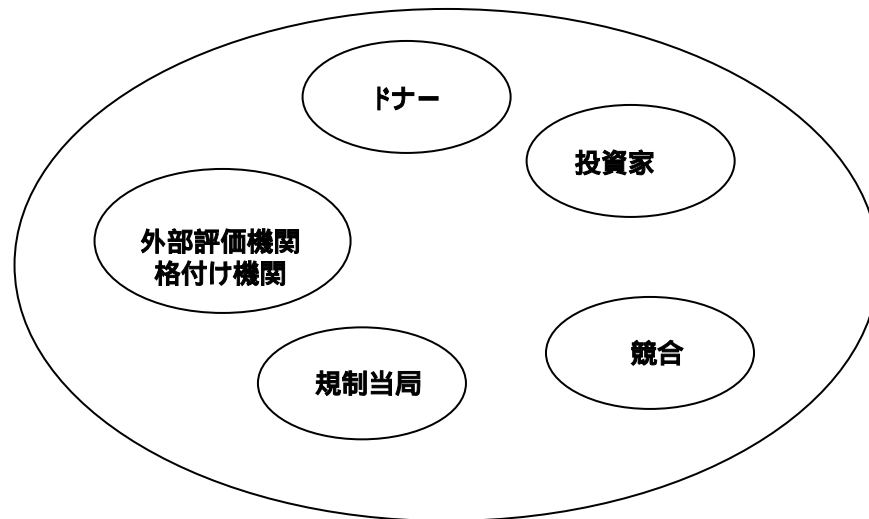 ドナー
投資家
外部評価機関
格付け機関
競合
規制当局